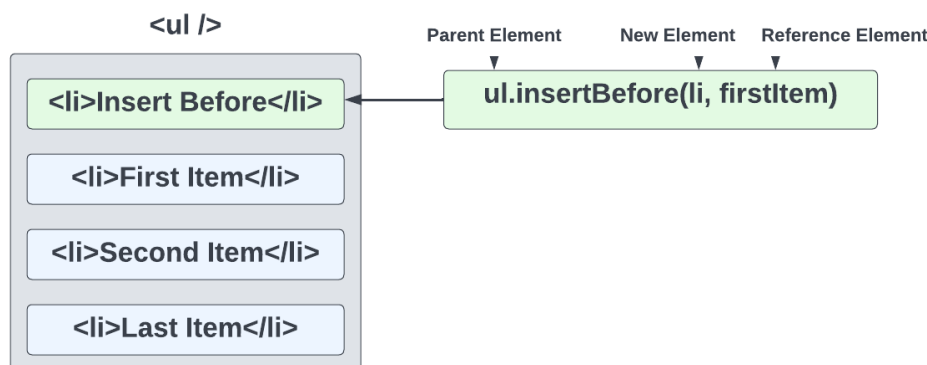 <ul />
Parent Element
New Element
Reference Element
<li>Insert Before</li>
ul.insertBefore(li, firstItem)
<li>First Item</li>
<li>Second Item</li>
<li>Last Item</li>